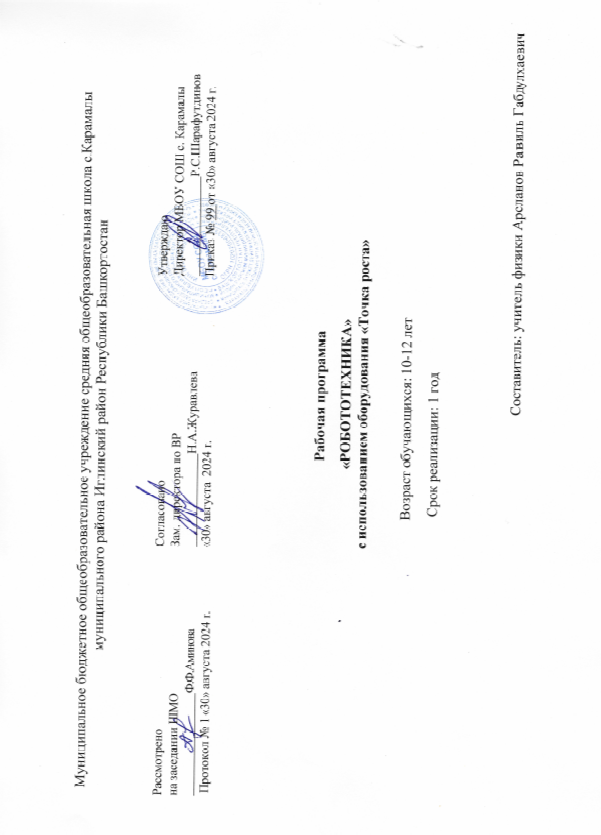 Муниципальное бюджетное общеобразовательное учреждение средняя общеобразовательная школа с.Карамалы
муниципального района Иглинский район Республики Башкортостан
Рассмотрено
на заседании ШМО
Ф.Ф.Аминова
Протокол № 1 «30» августа 2024 г.
Согласовано
Зам. директора по ВР
Н.А.Журавлева
«30» августа 2024 г.
Утверждаю
Директор МБОУ СОШ с. Карамалы
Р.С.Шарафутдинов
Приказ № 99 от «30» августа 2024 г.
Рабочая программа
«РОБОТОТЕХНИКА»
с использованием оборудования «Точка роста»
Возраст обучающихся: 10-12 лет
Срок реализации: 1 год
Составитель: учитель физики Арсланов Равиль Габдулхаевич